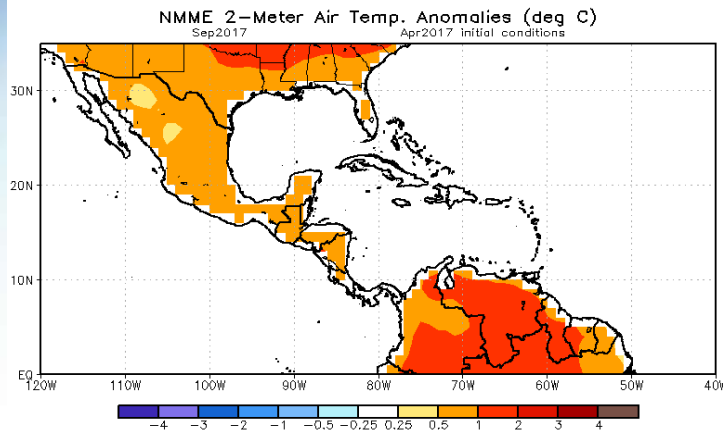 NMME 2-Meter Air Temp. Anomalies (deg C)
Sep2017 Apr2017 initial conditions
30N
20N
10N
EQ
120W 110W 100W 90W 80W 70W 60W 50W 40W
-4 -3 -2 -1 -0.5 -0.25 0.25 0.5 1 2 3 4